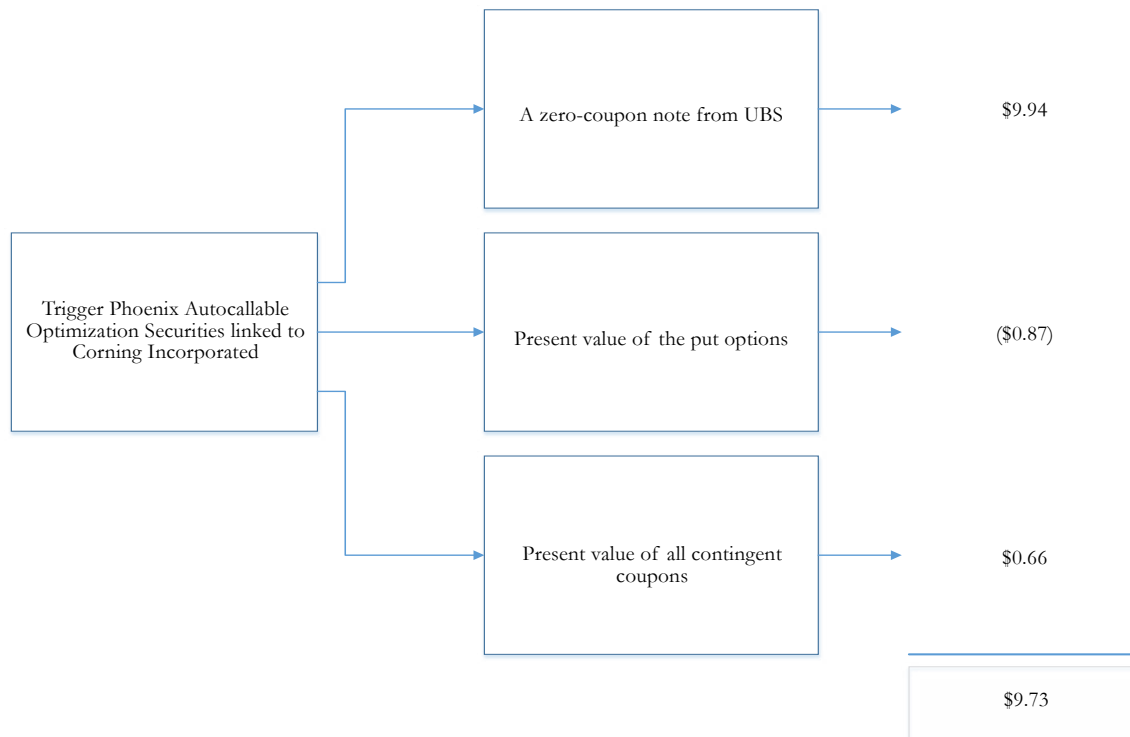 A zero-coupon note from UBS
$9.94
Trigger Phoenix Autocallable
Optimization Securities linked to
Corning Incorporated
Present value of the put options
($0.87)
Present value of all contingent
coupons
$0.66
$9.73